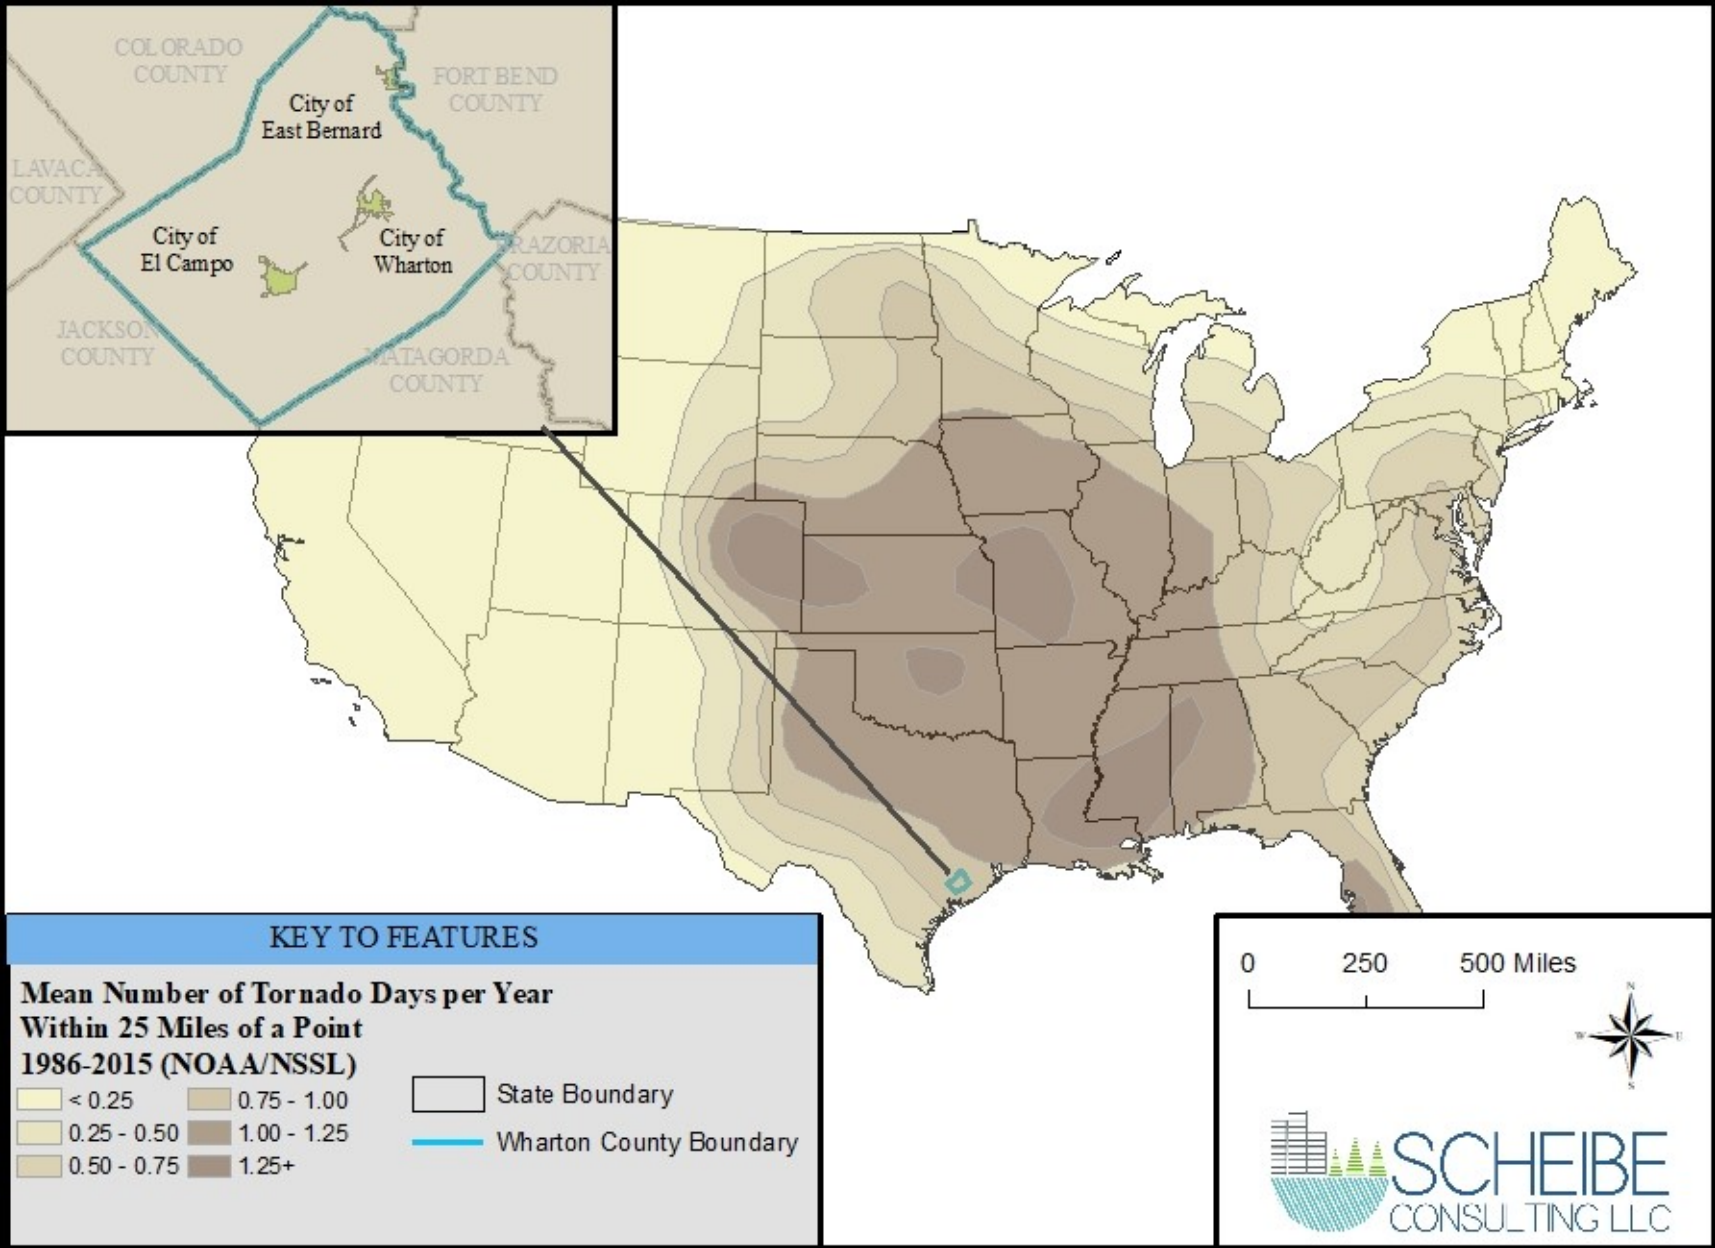 COLORADO
COUNTY
FORT BEND
COUNTY
City of
East Bernard
LAVACA
COUNTY
City of
El Campo
City of
Wharton
BRAZORIA
COUNTY
JACKSON
COUNTY
MATAGORDA
COUNTY
KEY TO FEATURES
Mean Number of Tornado Days per Year
Within 25 Miles of a Point
1986-2015 (NOAA/NSSL)
< 0.25
0.25 - 0.50
0.50 - 0.75
0.75 - 1.00
1.00 - 1.25
1.25+
State Boundary
Wharton County Boundary
0 250 500 Miles
N
W
U
S
SCHEIBE
CONSULTING LLC